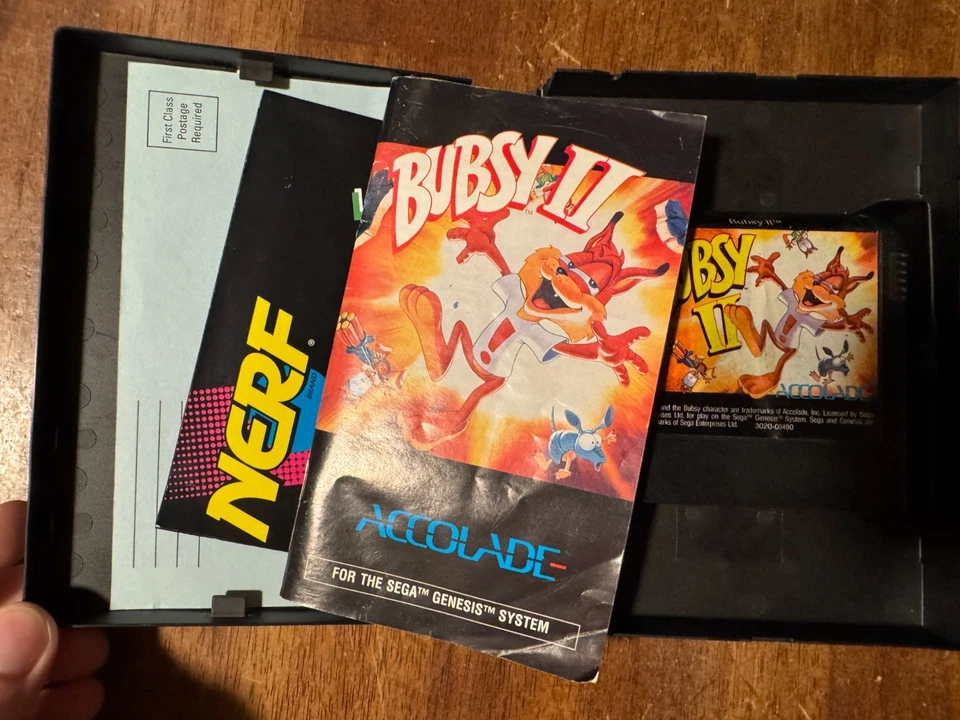 First Class
Postage
Required
NERF
®
BRAND
BUBSY II
™
ACCOLADE
FOR THE SEGA™ GENESIS™ SYSTEM
Bubsy II™
BSY
II
ACCOLADE
and the Bubsy character are trademarks of Accolade, Inc. Licensed by Sega
ises Ltd. for play on the Sega™ Genesis™ System. Sega and Genesis are
arks of Sega Enterprises Ltd. 3020-00490